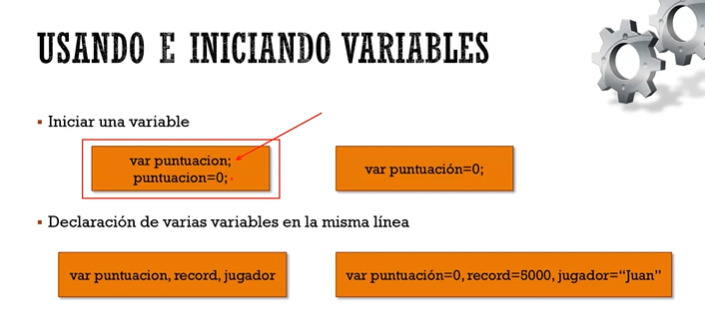 USANDO E INICIANDO VARIABLES
▪ Iniciar una variable
var puntuacion;
puntuacion=0;
var puntuación=0;
▪ Declaración de varias variables en la misma línea
var puntuacion, record, jugador
var puntuación=0, record=5000, jugador=“Juan”